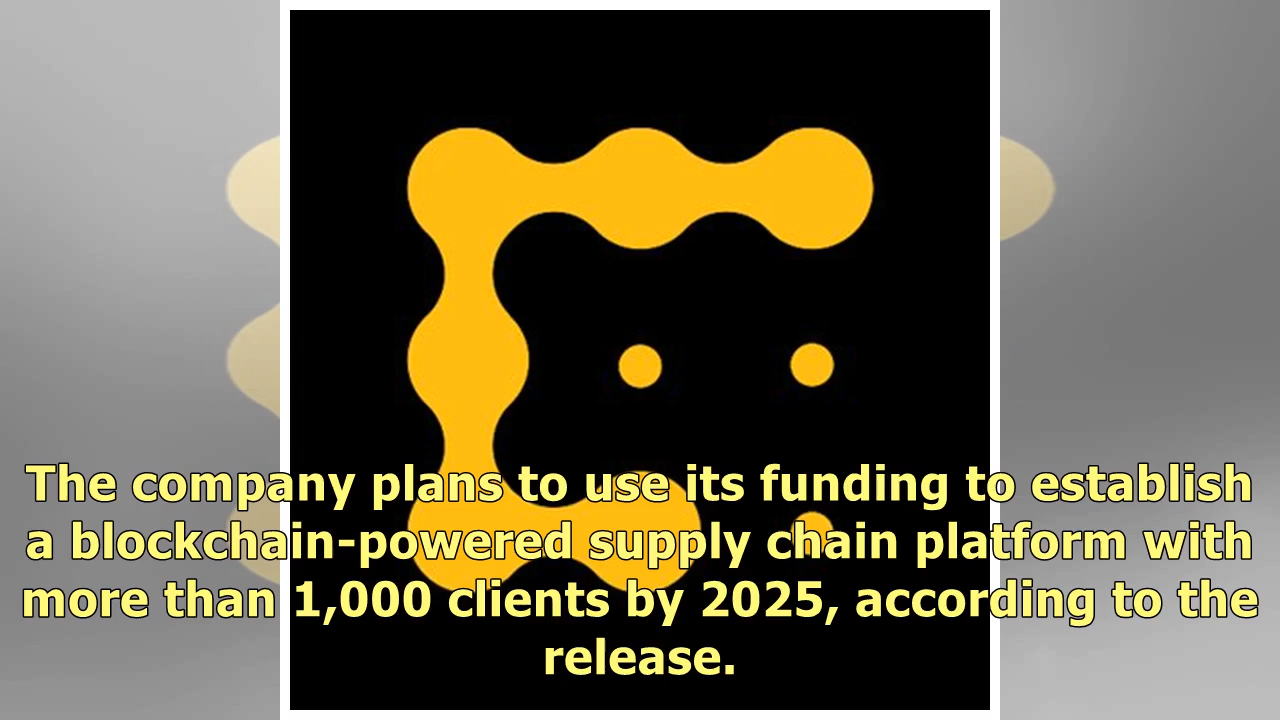 The company plans to use its funding to establish
a blockchain-powered supply chain platform with
more than 1,000 clients by 2025, according to the
release.